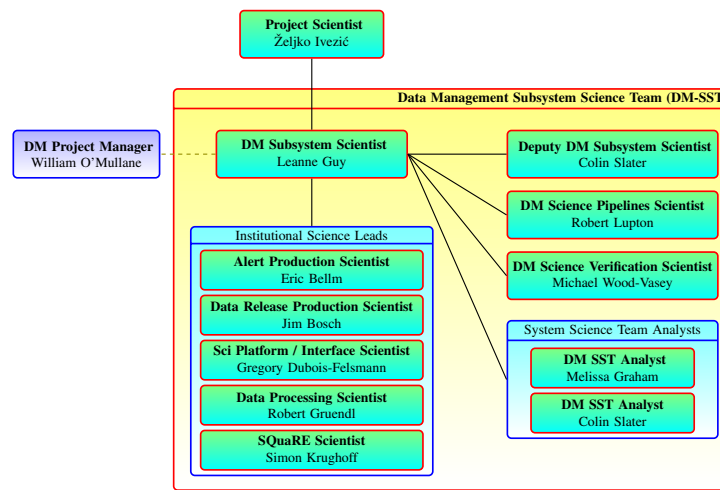 Project Scientist
Željko Ivezić
Data Management Subsystem Science Team (DM-SST
DM Project Manager
William O'Mullane
DM Subsystem Scientist
Leanne Guy
Deputy DM Subsystem Scientist
Colin Slater
DM Science Pipelines Scientist
Robert Lupton
DM Science Verification Scientist
Michael Wood-Vasey
Institutional Science Leads
Alert Production Scientist
Eric Bellm
Data Release Production Scientist
Jim Bosch
Sci Platform / Interface Scientist
Gregory Dubois-Felsmann
Data Processing Scientist
Robert Gruendl
SQuaRE Scientist
Simon Krughoff
System Science Team Analysts
DM SST Analyst
Melissa Graham
DM SST Analyst
Colin Slater